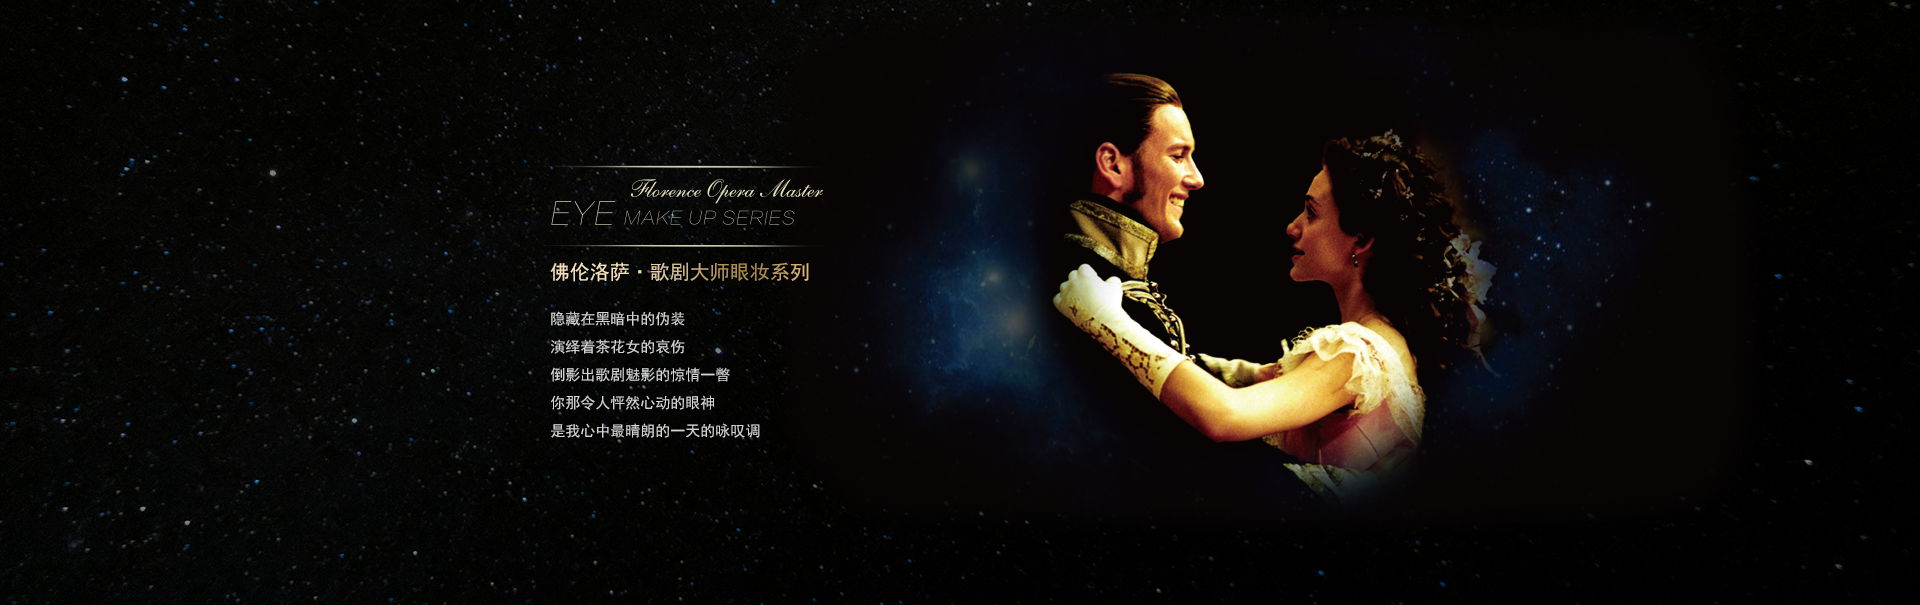 Florence Opera Master
EYE MAKE UP SERIES
佛伦洛萨·歌剧大师眼妆系列
隐藏在黑暗中的伪装
演绎着茶花女的哀伤
倒影出歌剧魅影的惊情一瞥
你那令人怦然心动的眼神
是我心中最晴朗的一天的咏叹调